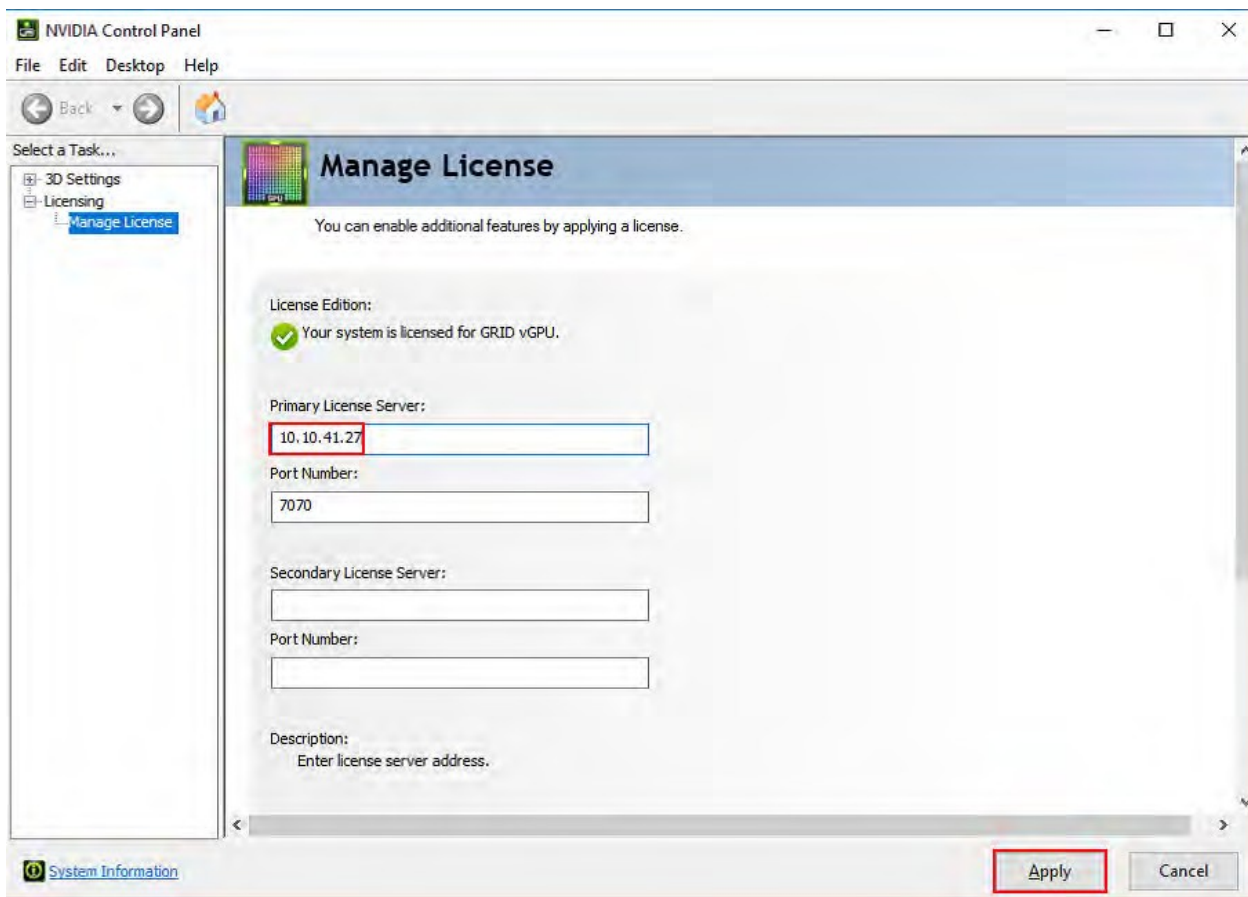 NVIDIA Control Panel
File Edit Desktop Help
Back
Select a Task...
3D Settings
Licensing
Manage License
GPU
Manage License
You can enable additional features by applying a license.
License Edition:
Your system is licensed for GRID vGPU.
Primary License Server:
10.10.41.27
Port Number:
7070
Secondary License Server:
Port Number:
Description:
Enter license server address.
System Information
Apply
Cancel